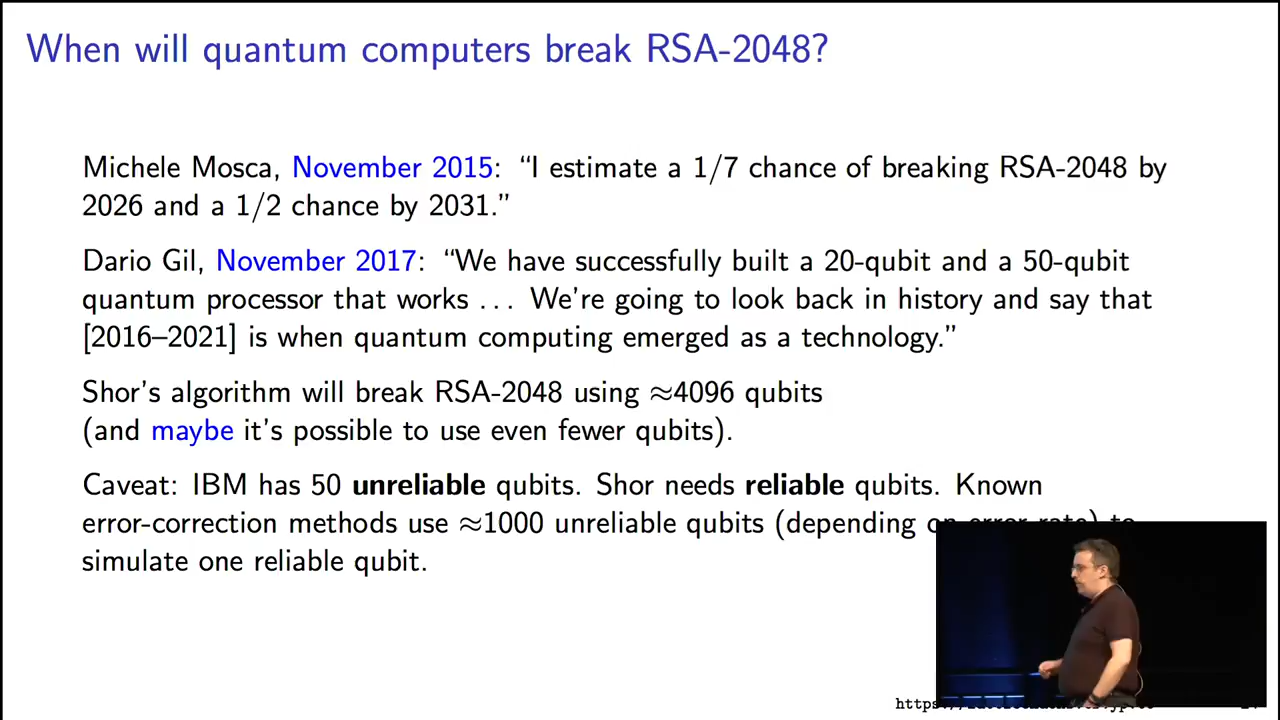 When will quantum computers break RSA-2048?
Michele Mosca, November 2015: “I estimate a 1/7 chance of breaking RSA-2048 by
2026 and a 1/2 chance by 2031.”
Dario Gil, November 2017: “We have successfully built a 20-qubit and a 50-qubit
quantum processor that works ... We’re going to look back in history and say that
[2016–2021] is when quantum computing emerged as a technology.”
Shor’s algorithm will break RSA-2048 using ≈4096 qubits
(and maybe it’s possible to use even fewer qubits).
Caveat: IBM has 50 unreliable qubits. Shor needs reliable qubits. Known
error-correction methods use ≈1000 unreliable qubits (depending on error rate) to
simulate one reliable qubit.
https://